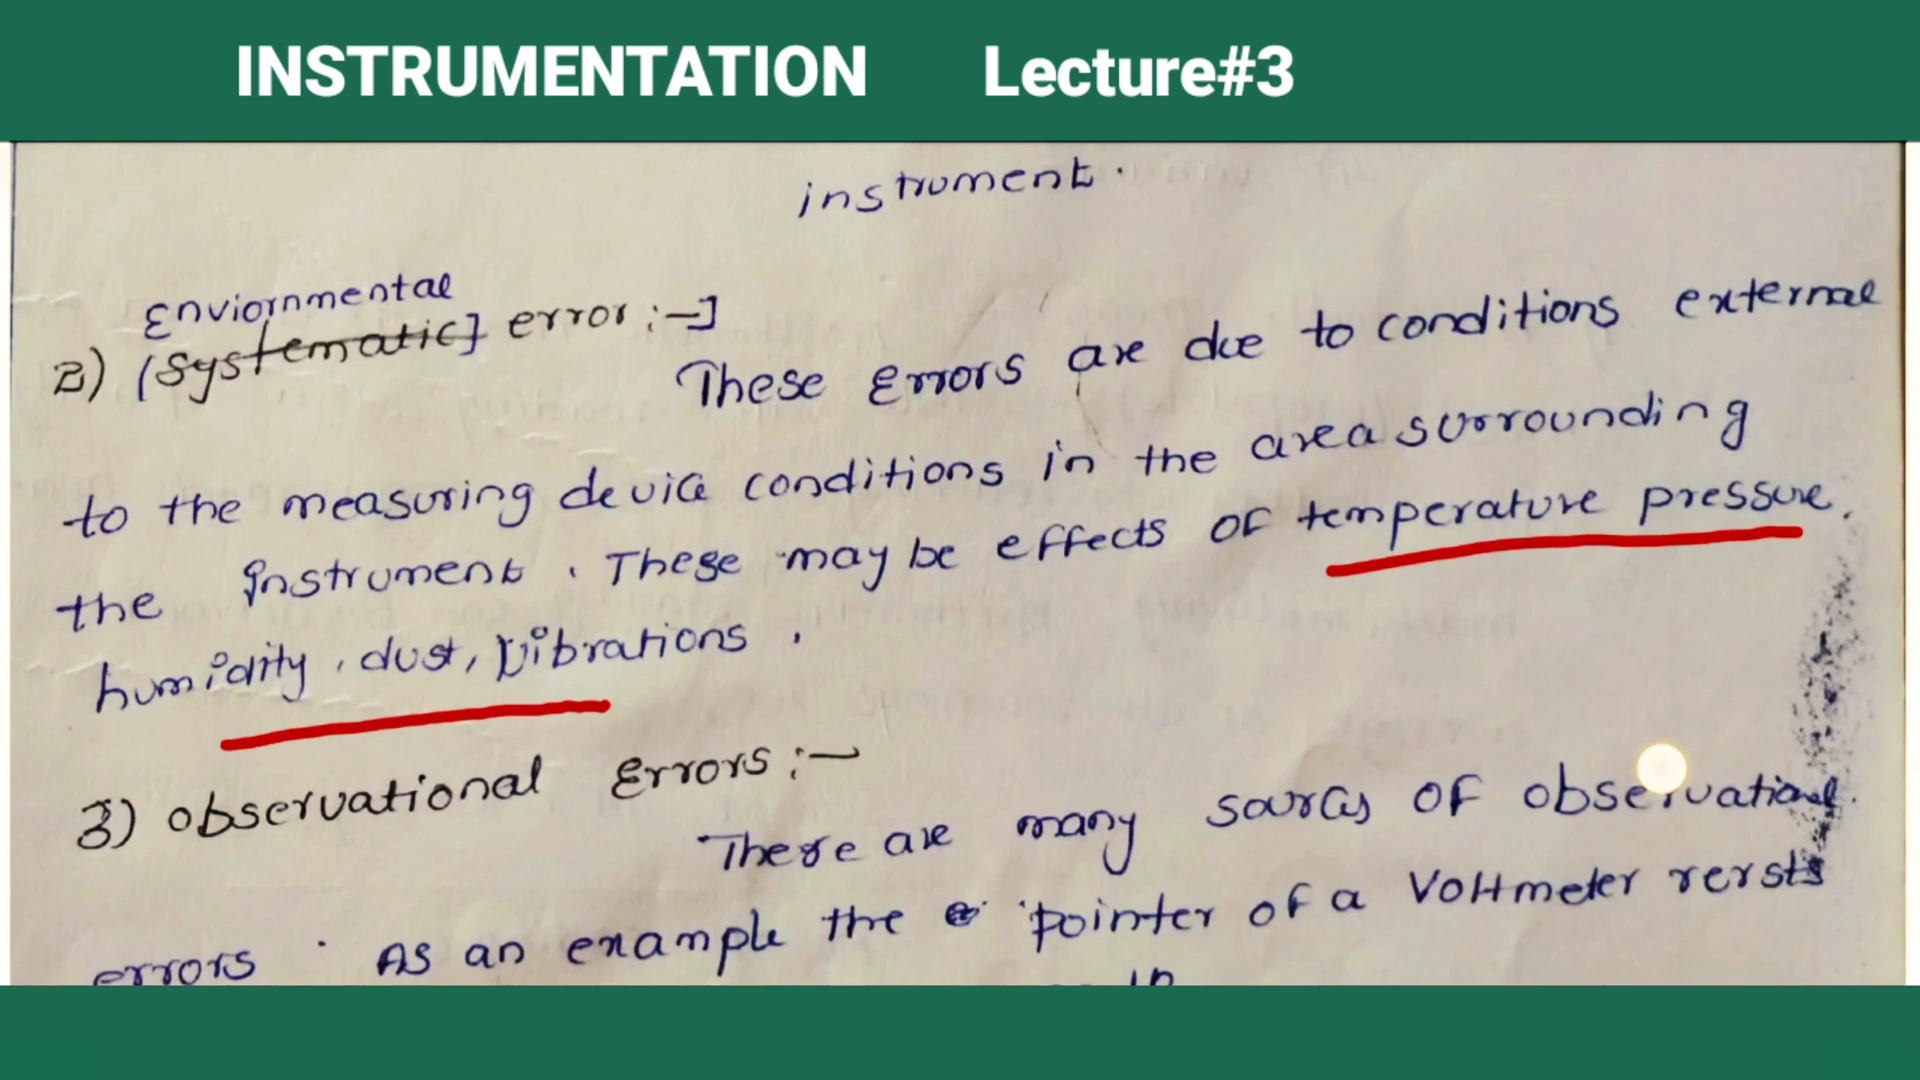 INSTRUMENTATION Lecture#3
instrument.
Enviornmental
2) (Systematic] error :-]
These Errors are due to conditions external
to the measuring device conditions in the area surrounding
the instrument . These may be effects of temperature pressure.
humidity , dust, vibrations .
3) Observational Errors :-
There are many sources of observational
errors . As an example the pointer of a Voltmeter rersts